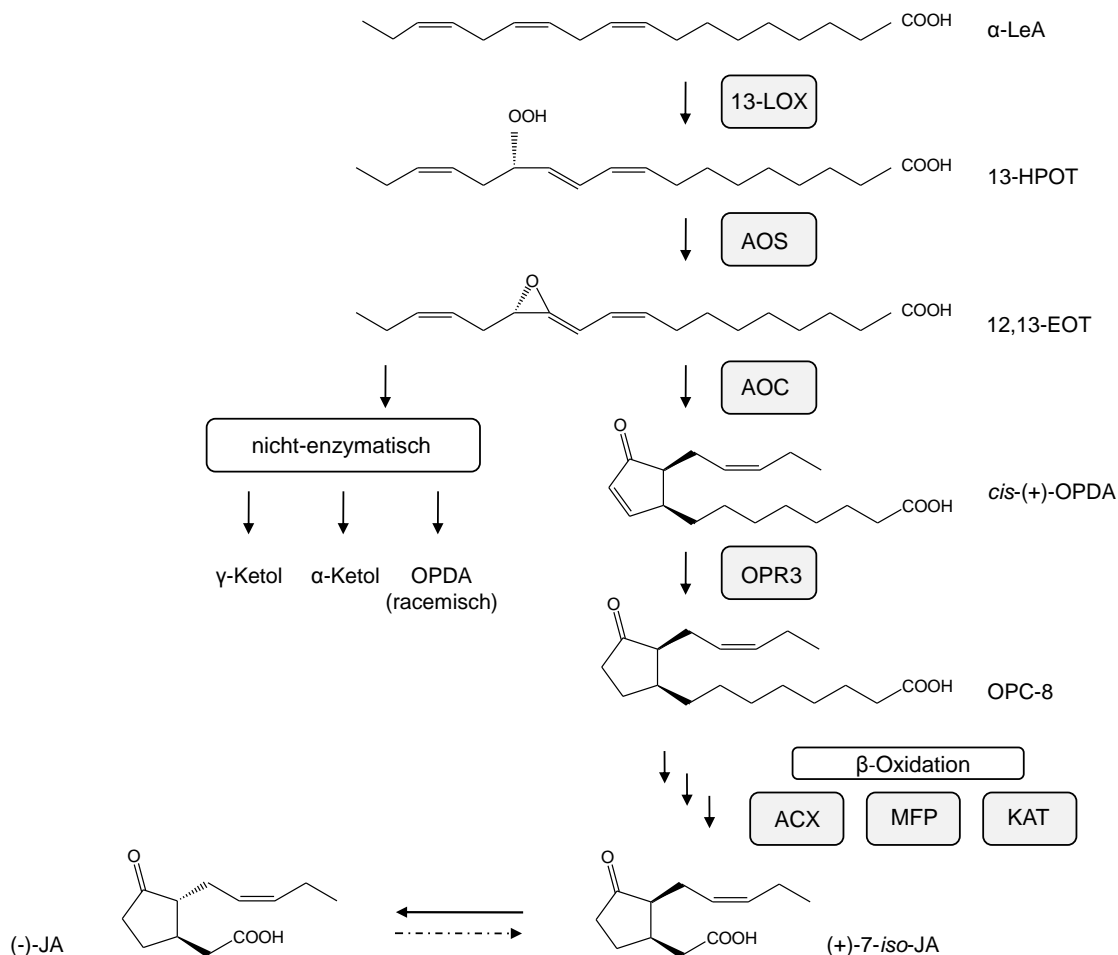 COOH
α-LeA
13-LOX
OOH
COOH
13-HPOT
AOS
O
COOH
12,13-EOT
AOC
nicht-enzymatisch
O
COOH
cis-(+)-OPDA
γ-Ketol
α-Ketol
OPDA
(racemisch)
OPR3
O
COOH
OPC-8
β-Oxidation
ACX
MFP
KAT
O
COOH
(-)-JA
O
COOH
(+)-7-iso-JA